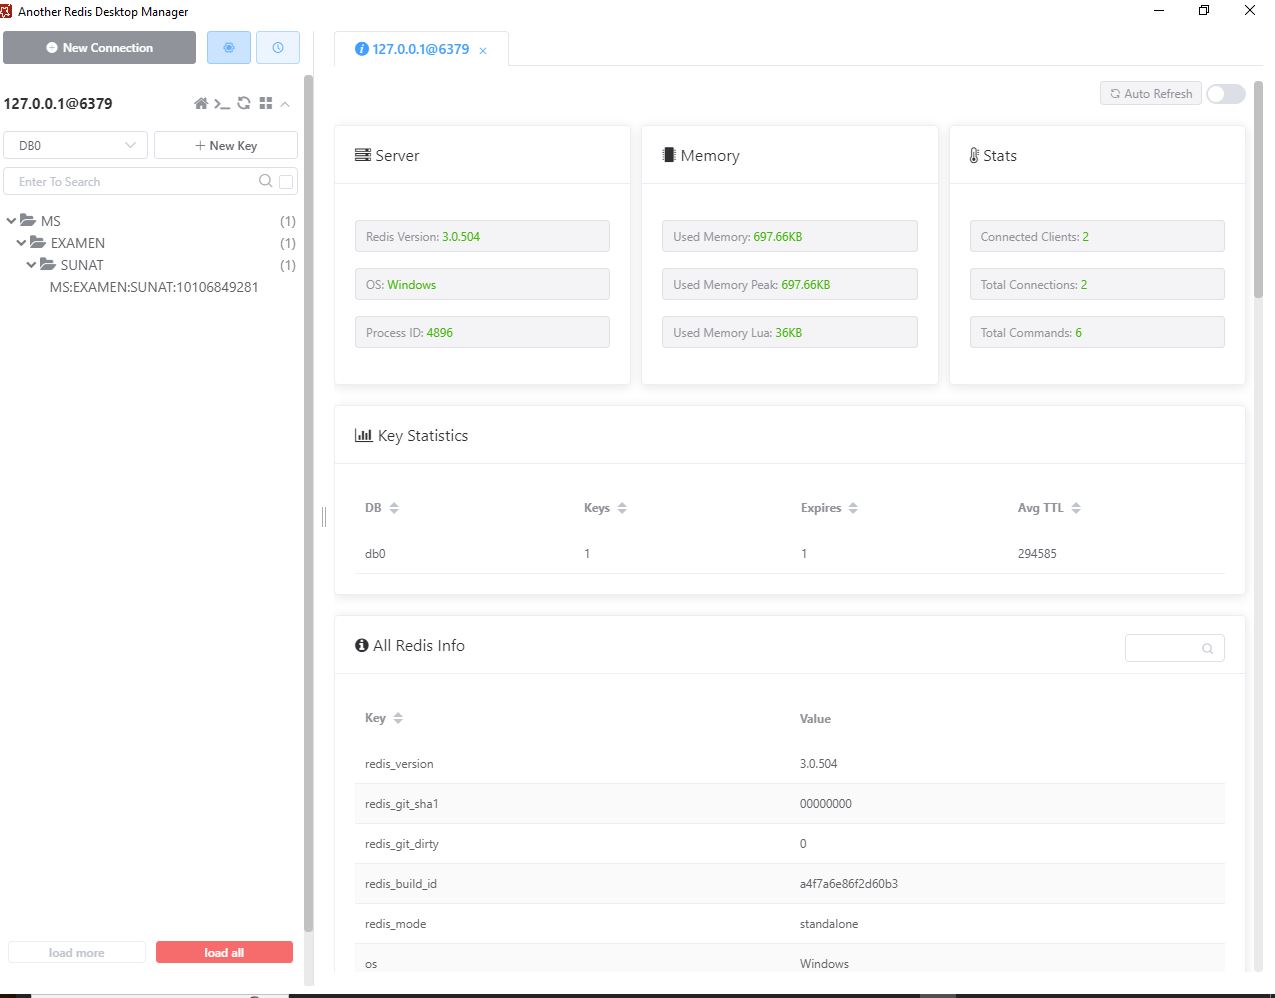 Another Redis Desktop Manager
New Connection
127.0.0.1@6379
DB0
New Key
Enter To Search
MS (1)
EXAMEN (1)
SUNAT (1)
MS:EXAMEN:SUNAT:10106849281
load more
load all
127.0.0.1@6379
Auto Refresh
Server
Redis Version: 3.0.504
OS: Windows
Process ID: 4896
Memory
Used Memory: 697.66KB
Used Memory Peak: 697.66KB
Used Memory Lua: 36KB
Stats
Connected Clients: 2
Total Connections: 2
Total Commands: 6
Key Statistics
DB Keys Expires Avg TTL
db0 1 1 294585
All Redis Info
Key Value
redis_version 3.0.504
redis_git_sha1 00000000
redis_git_dirty 0
redis_build_id a4f7a6e86f2d60b3
redis_mode standalone
os Windows